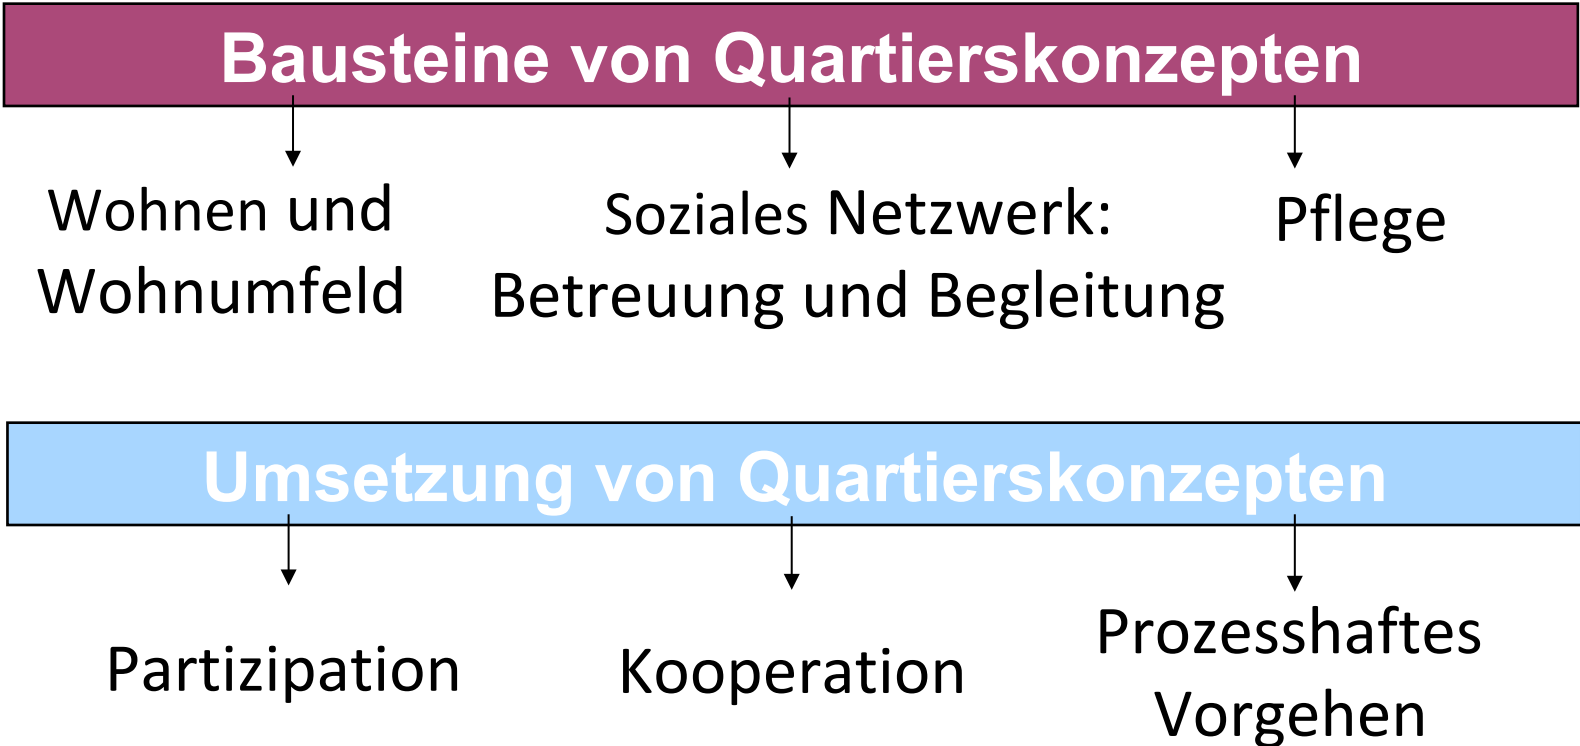 Bausteine von Quartierskonzepten
Wohnen und
Wohnumfeld
Soziales Netzwerk:
Betreuung und Begleitung
Pflege
Umsetzung von Quartierskonzepten
Partizipation
Kooperation
Prozesshaftes
Vorgehen